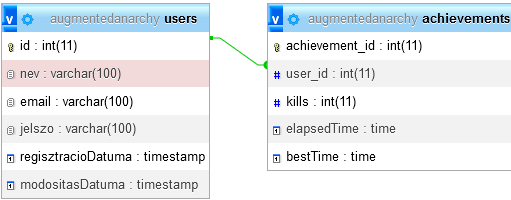 v augmentedanarchy users
id : int(11)
nev : varchar(100)
email : varchar(100)
jelszo : varchar(100)
regisztracioDatuma : timestamp
modositasDatuma : timestamp
v augmentedanarchy achievements
achievement_id : int(11)
# user_id : int(11)
# kills : int(11)
elapsedTime : time
bestTime : time